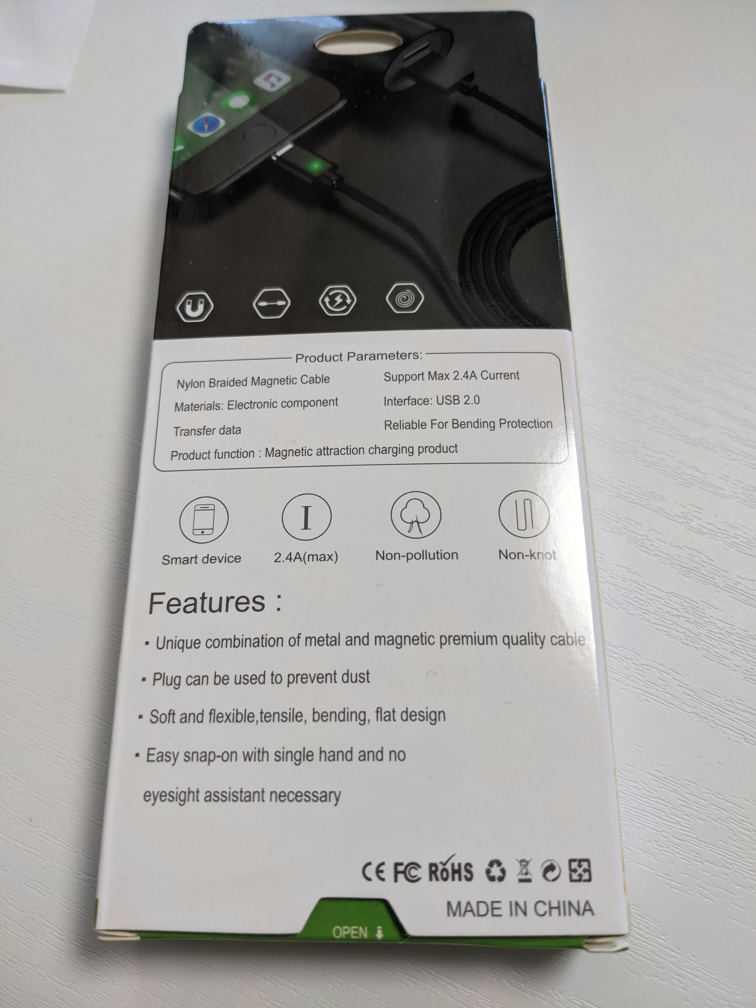 Product Parameters:
Nylon Braided Magnetic Cable
Support Max 2.4A Current
Materials: Electronic component
Interface: USB 2.0
Transfer data
Reliable For Bending Protection
Product function : Magnetic attraction charging product
I
Smart device
2.4A(max)
Non-pollution
Non-knot
Features :
▪ Unique combination of metal and magnetic premium quality cable
▪ Plug can be used to prevent dust
▪ Soft and flexible,tensile, bending, flat design
▪ Easy snap-on with single hand and no
eyesight assistant necessary
CE FC RoHS
MADE IN CHINA
OPEN